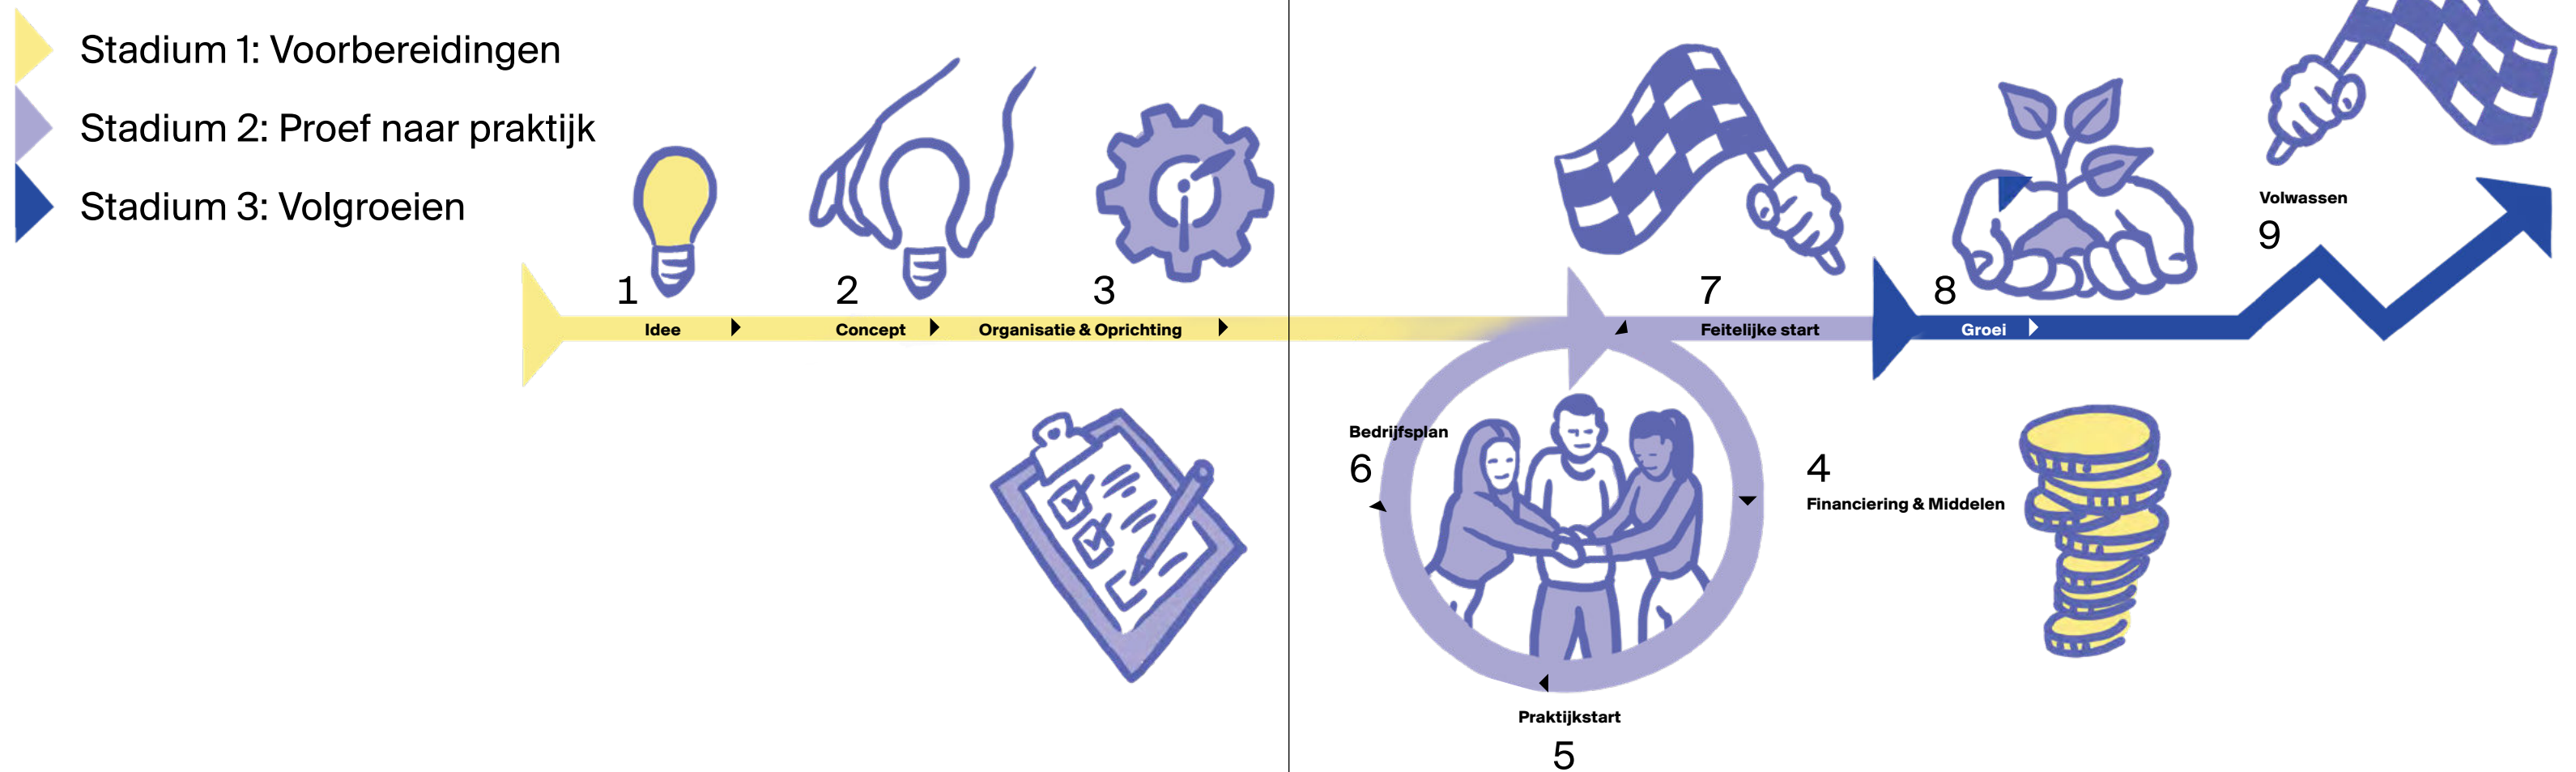 Stadium 1: Voorbereidingen
Stadium 2: Proef naar praktijk
Stadium 3: Volgroeien
1
Idee
2
Concept
3
Organisatie & Oprichting
4
Financiering & Middelen
Praktijkstart
5
Bedrijfsplan
6
7
Feitelijke start
8
Groei
Volwassen
9